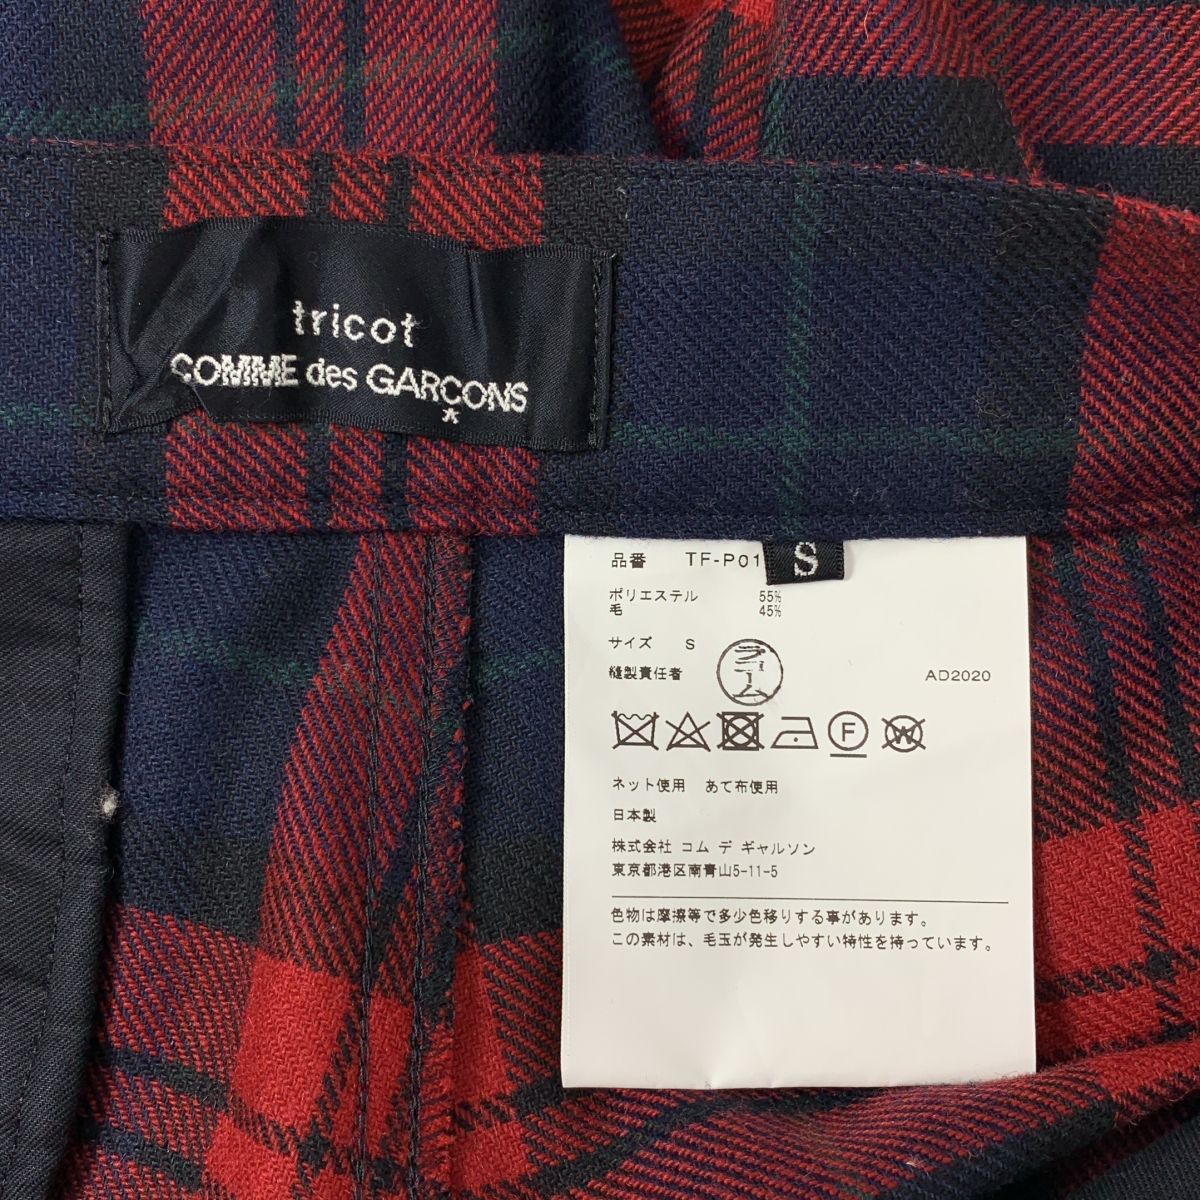 tricot
COMME des GARÇONS
S
品番 TF-P01
ポリエステル 55%
毛 45%
サイズ S
縫製責任者 ラコーム
AD2020
F
W
ネット使用 あて布使用
日本製
株式会社 コム デ ギャルソン
東京都港区南青山5-11-5
色物は摩擦等で多少色移りする事があります。
この素材は、毛玉が発生しやすい特性を持っています。